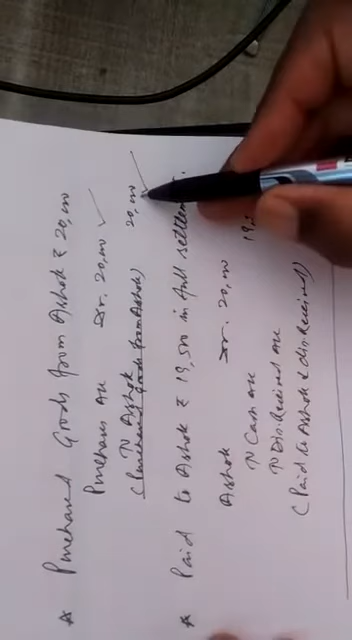 * Purchased Goods from Ashok ₹ 20,000
Purchases A/c Dr. 20,000
To Ashok 20,000
(Purchased goods from Ashok)
* Paid to Ashok ₹ 19,500 in full settlement.
Ashok Dr. 20,000
To Cash A/c 19,5
To Dis. Received A/c
(Paid to Ashok & dis. Received)